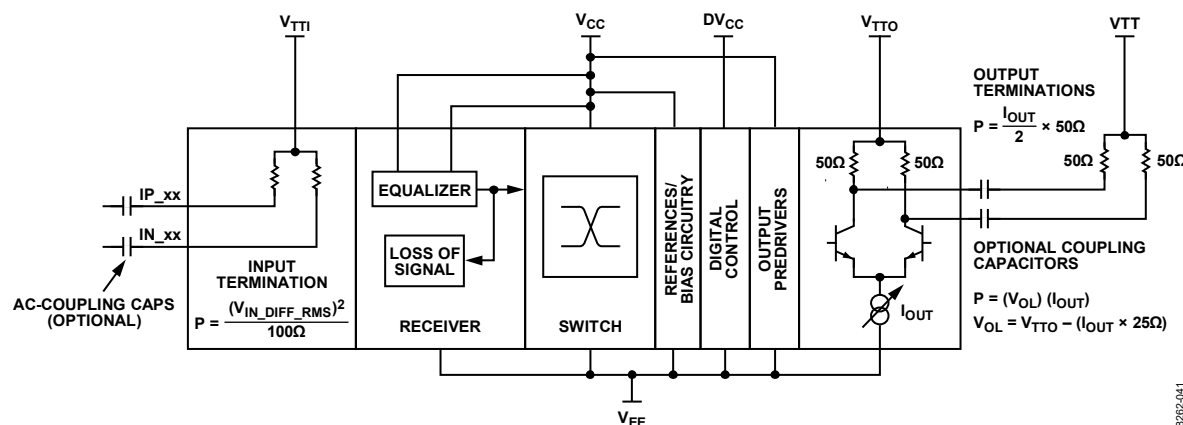 V_TTI
V_CC
DV_CC
V_TTO
VTT
OUTPUT
TERMINATIONS
P = I_OUT/2 × 50Ω
50Ω
50Ω
50Ω
50Ω
IP_xx
IN_xx
AC-COUPLING CAPS
(OPTIONAL)
INPUT
TERMINATION
P = (V_IN_DIFF_RMS)²/100Ω
EQUALIZER
LOSS OF
SIGNAL
RECEIVER
SWITCH
REFERENCES/
BIAS CIRCUITRY
DIGITAL
CONTROL
OUTPUT
PREDRIVERS
I_OUT
OPTIONAL COUPLING
CAPACITORS
P = (V_OL) (I_OUT)
V_OL = V_TTO – (I_OUT × 25Ω)
V_EE